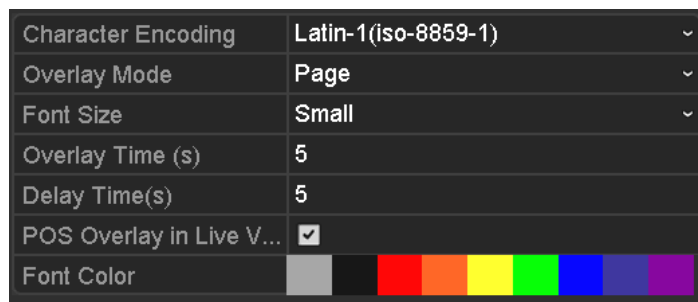 Character Encoding Latin-1(iso-8859-1)
Overlay Mode Page
Font Size Small
Overlay Time (s) 5
Delay Time(s) 5
POS Overlay in Live V...
Font Color